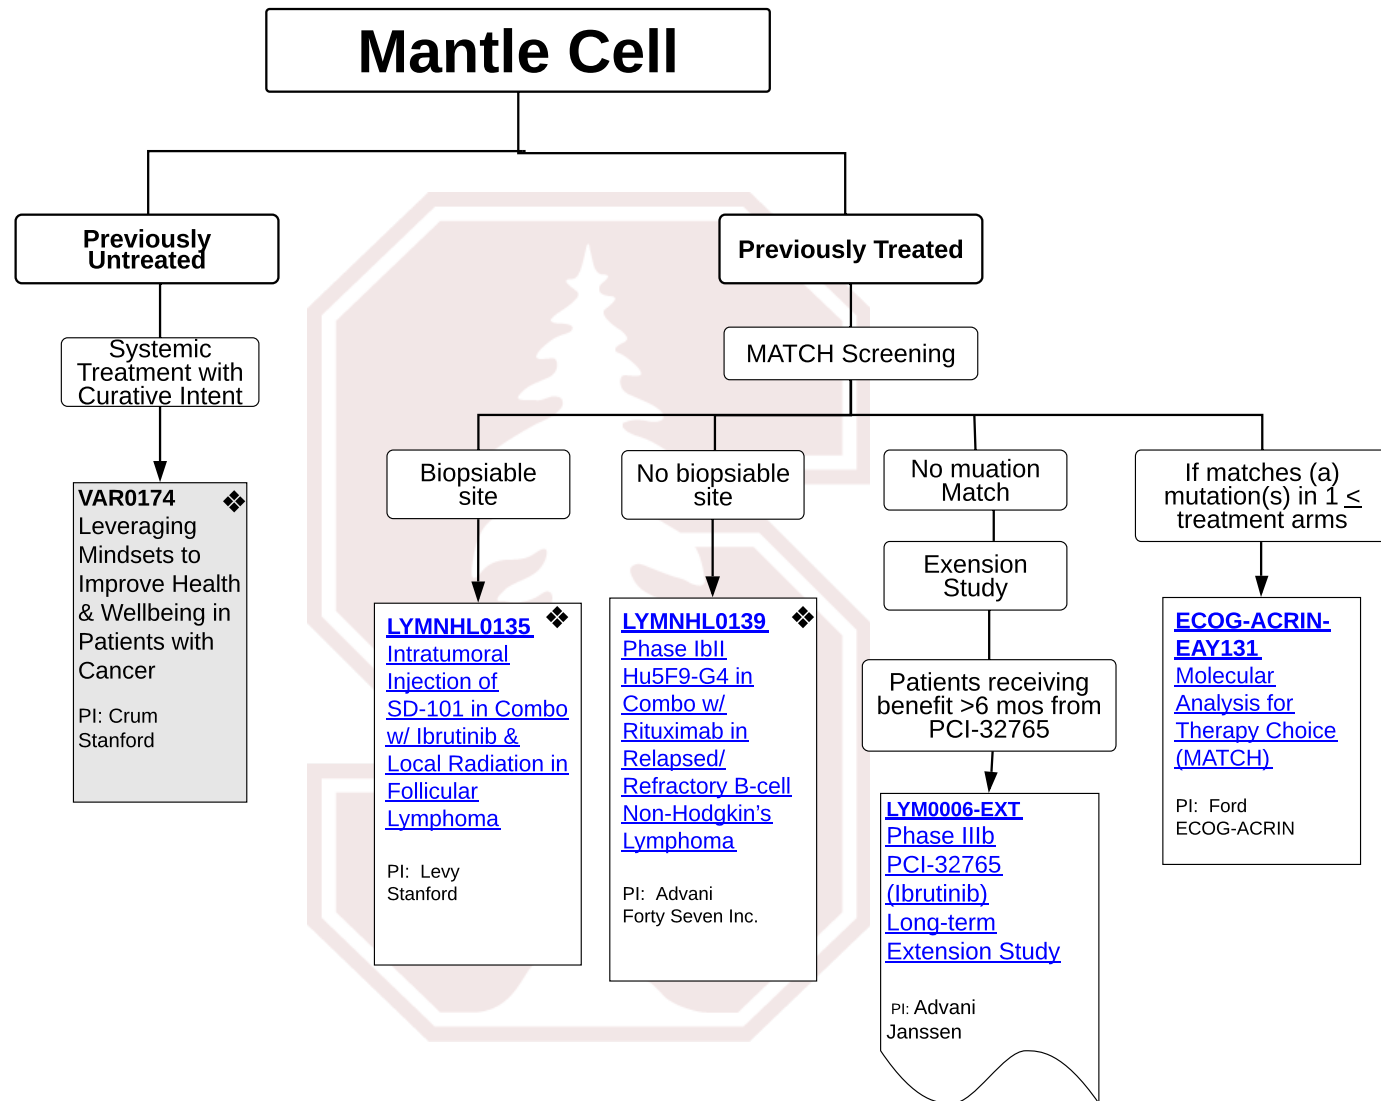 Mantle Cell
Previously
Untreated
Previously Treated
Systemic
Treatment with
Curative Intent
MATCH Screening
Biopsiable
site
No biopsiable
site
No muation
Match
If matches (a)
mutation(s) in 1 <
treatment arms
Exension
Study
Patients receiving
benefit >6 mos from
PCI-32765
VAR0174 ❖
Leveraging
Mindsets to
Improve Health
& Wellbeing in
Patients with
Cancer
PI: Crum
Stanford
LYMNHL0135 ❖
Intratumoral
Injection of
SD-101 in Combo
w/ Ibrutinib &
Local Radiation in
Follicular
Lymphoma
PI: Levy
Stanford
LYMNHL0139 ❖
Phase IbII
Hu5F9-G4 in
Combo w/
Rituximab in
Relapsed/
Refractory B-cell
Non-Hodgkin’s
Lymphoma
PI: Advani
Forty Seven Inc.
LYM0006-EXT
Phase IIIb
PCI-32765
(Ibrutinib)
Long-term
Extension Study
PI: Advani
Janssen
ECOG-ACRIN-
EAY131
Molecular
Analysis for
Therapy Choice
(MATCH)
PI: Ford
ECOG-ACRIN